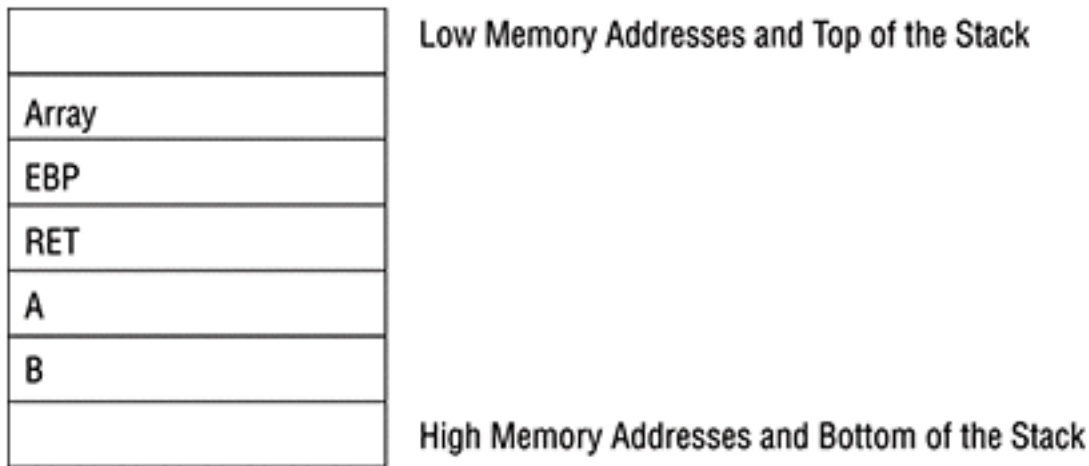 Low Memory Addresses and Top of the Stack
Array
EBP
RET
A
B
High Memory Addresses and Bottom of the Stack